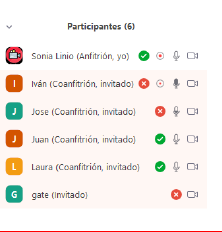 Participantes (6)
Sonia Linio (Anfitrión, yo)
I Iván (Coanfitrión, invitado)
J Jose (Coanfitrión, invitado)
J Juan (Coanfitrión, invitado)
L Laura (Coanfitrión, invitado)
G gate (Invitado)